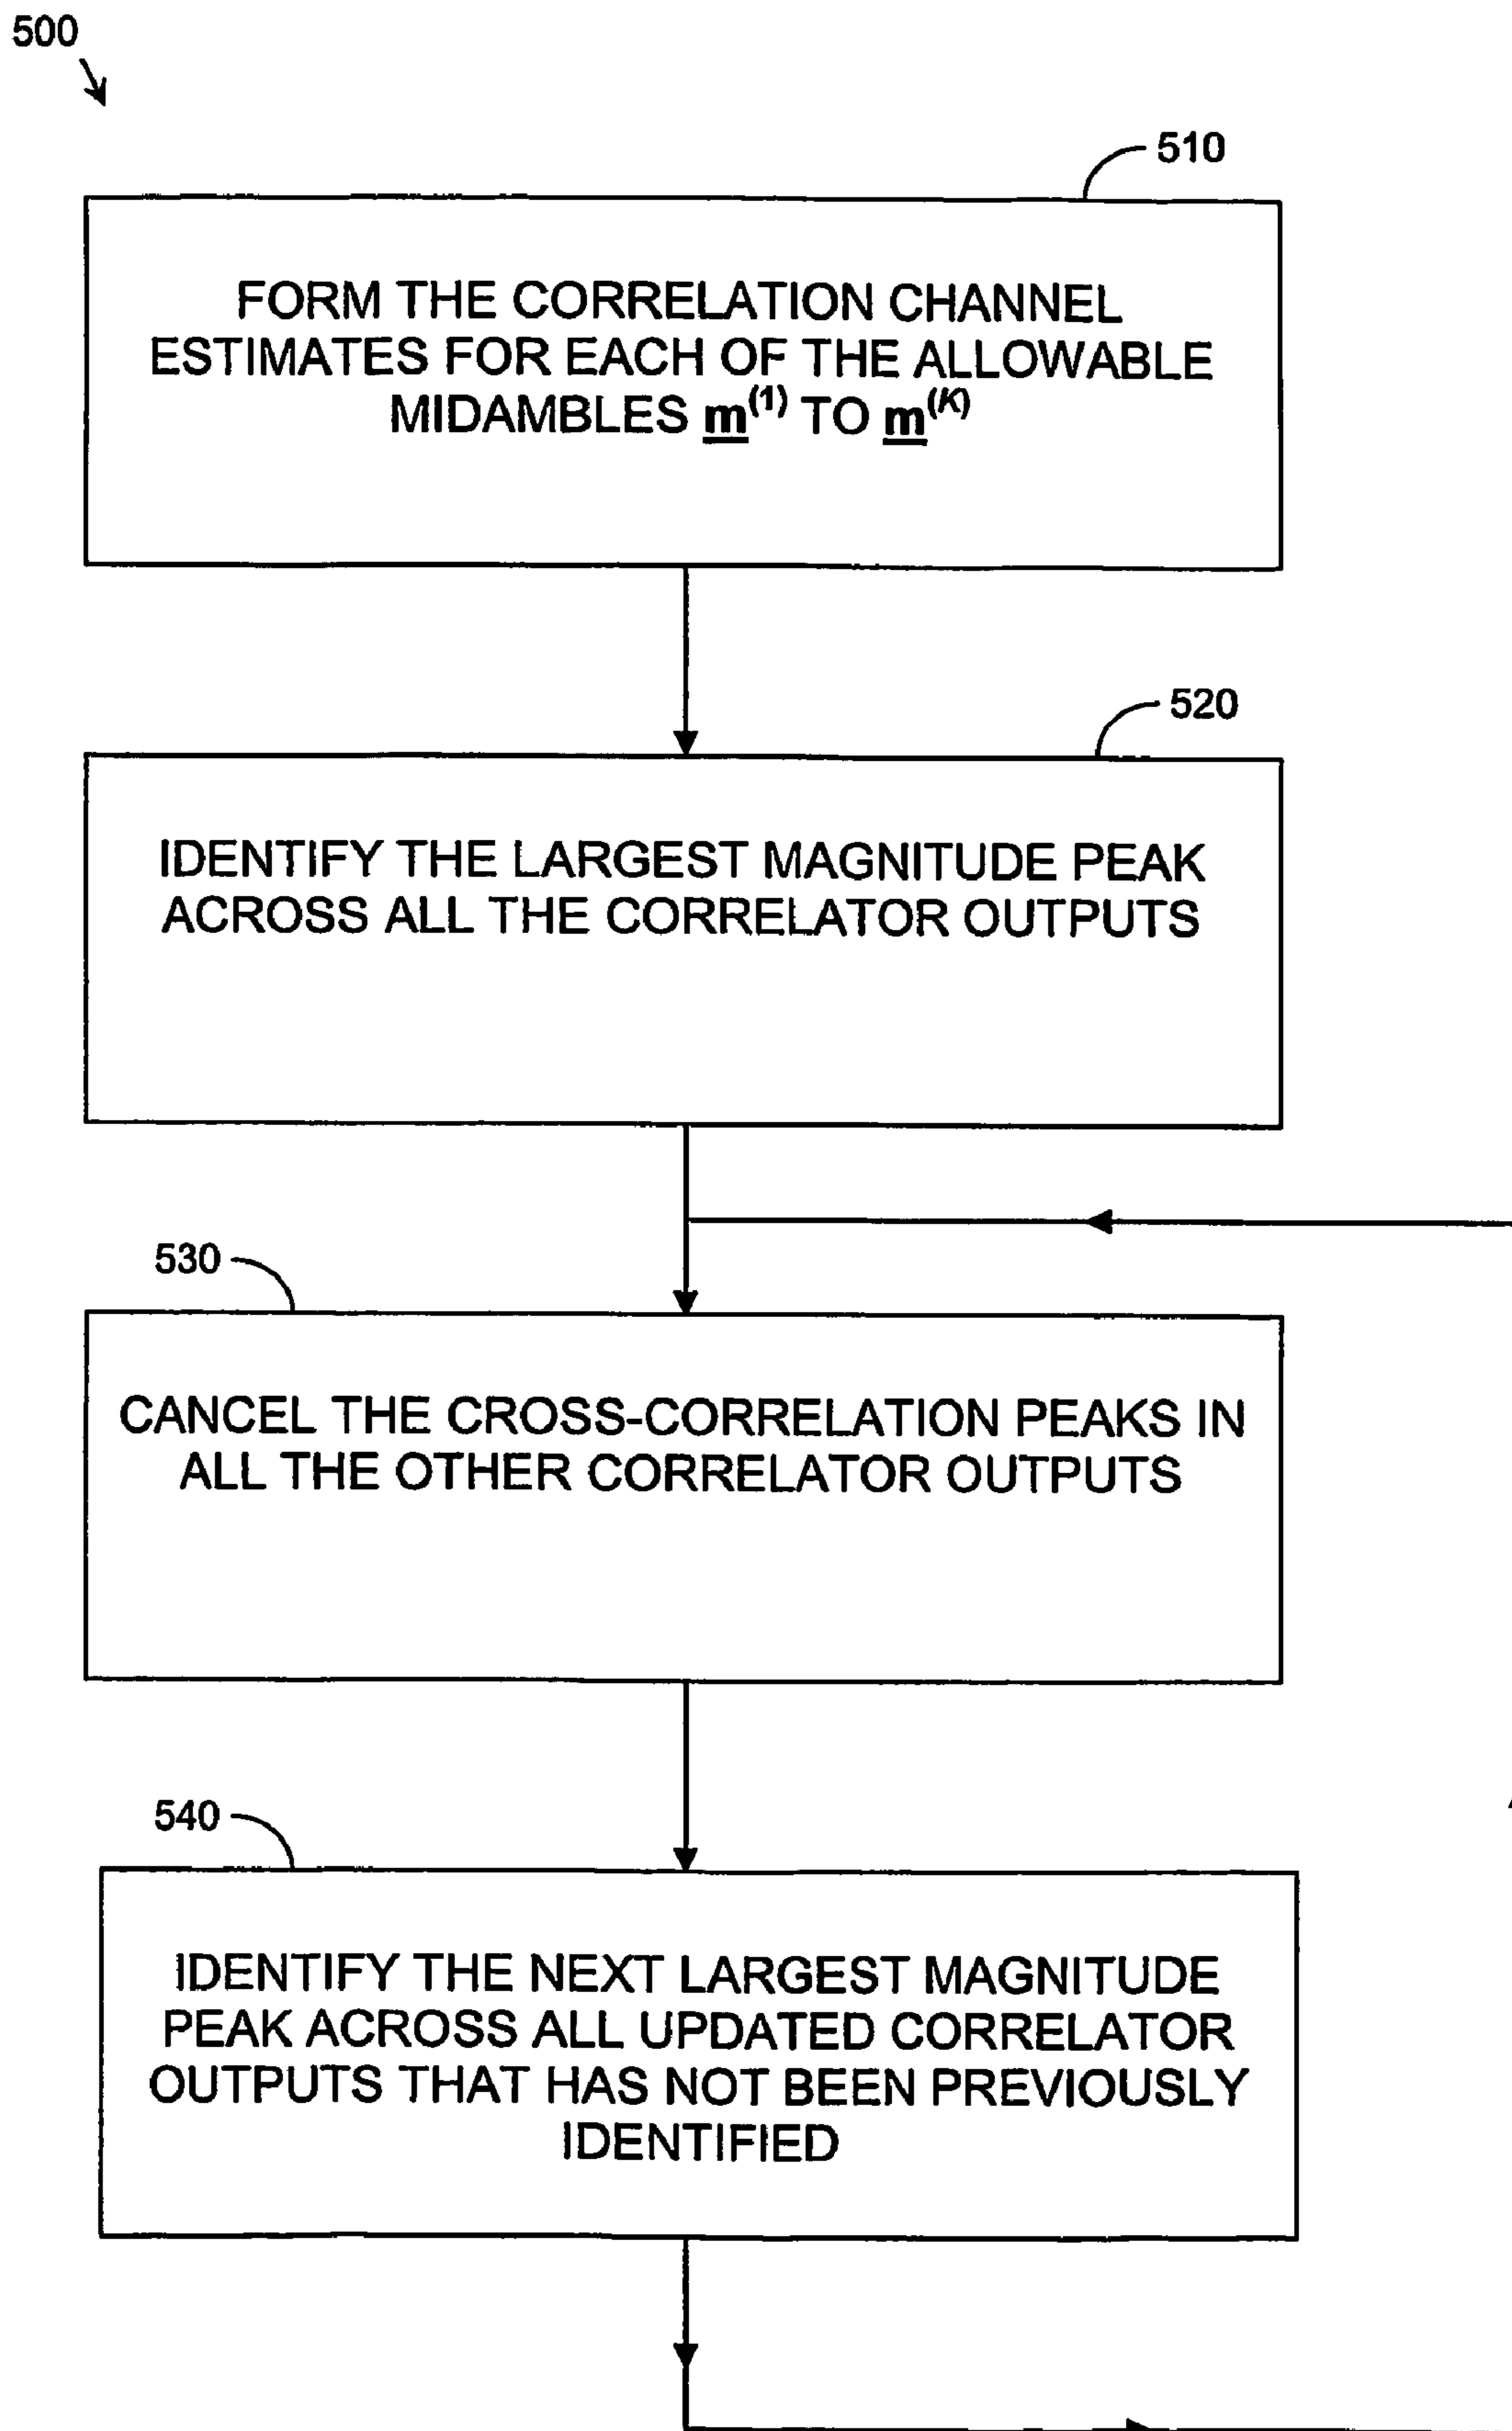 500
510
FORM THE CORRELATION CHANNEL
ESTIMATES FOR EACH OF THE ALLOWABLE
MIDAMBLES m⁽¹⁾ TO m⁽ᴷ⁾
520
IDENTIFY THE LARGEST MAGNITUDE PEAK
ACROSS ALL THE CORRELATOR OUTPUTS
530
CANCEL THE CROSS-CORRELATION PEAKS IN
ALL THE OTHER CORRELATOR OUTPUTS
540
IDENTIFY THE NEXT LARGEST MAGNITUDE
PEAK ACROSS ALL UPDATED CORRELATOR
OUTPUTS THAT HAS NOT BEEN PREVIOUSLY
IDENTIFIED